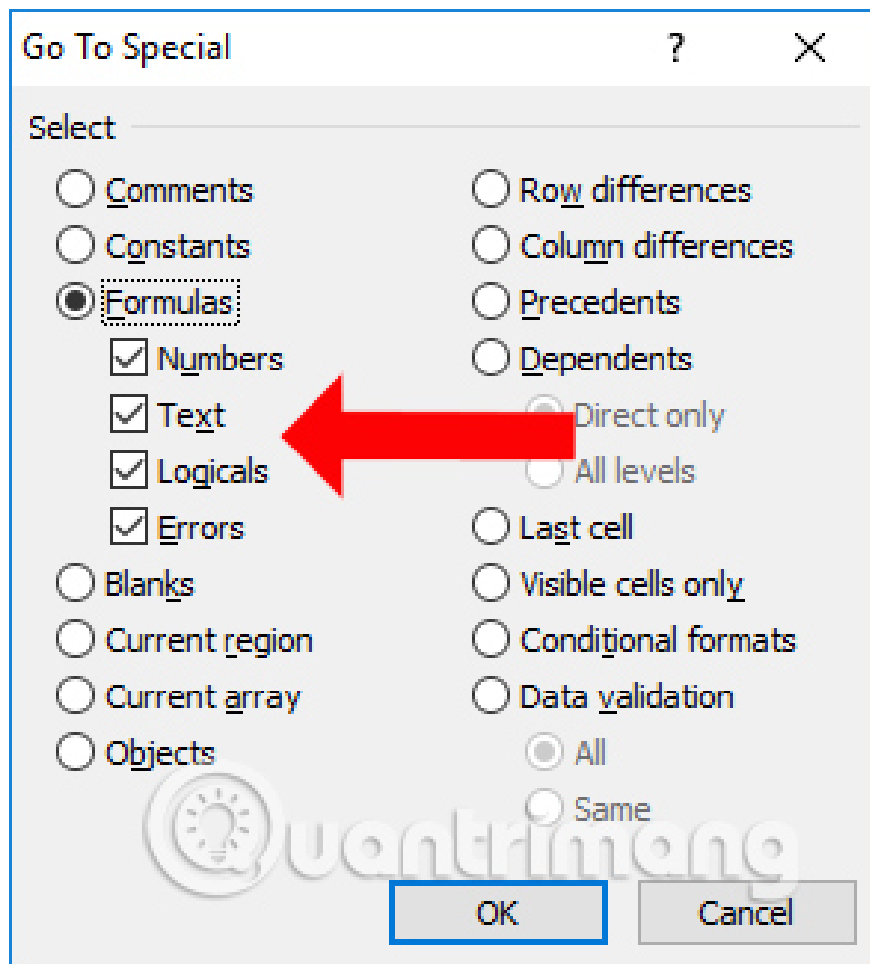 Go To Special
Select
Comments
Constants
Formulas
Numbers
Text
Logicals
Errors
Blanks
Current region
Current array
Objects
Row differences
Column differences
Precedents
Dependents
Direct only
All levels
Last cell
Visible cells only
Conditional formats
Data validation
All
Same
Quantrimang
OK
Cancel